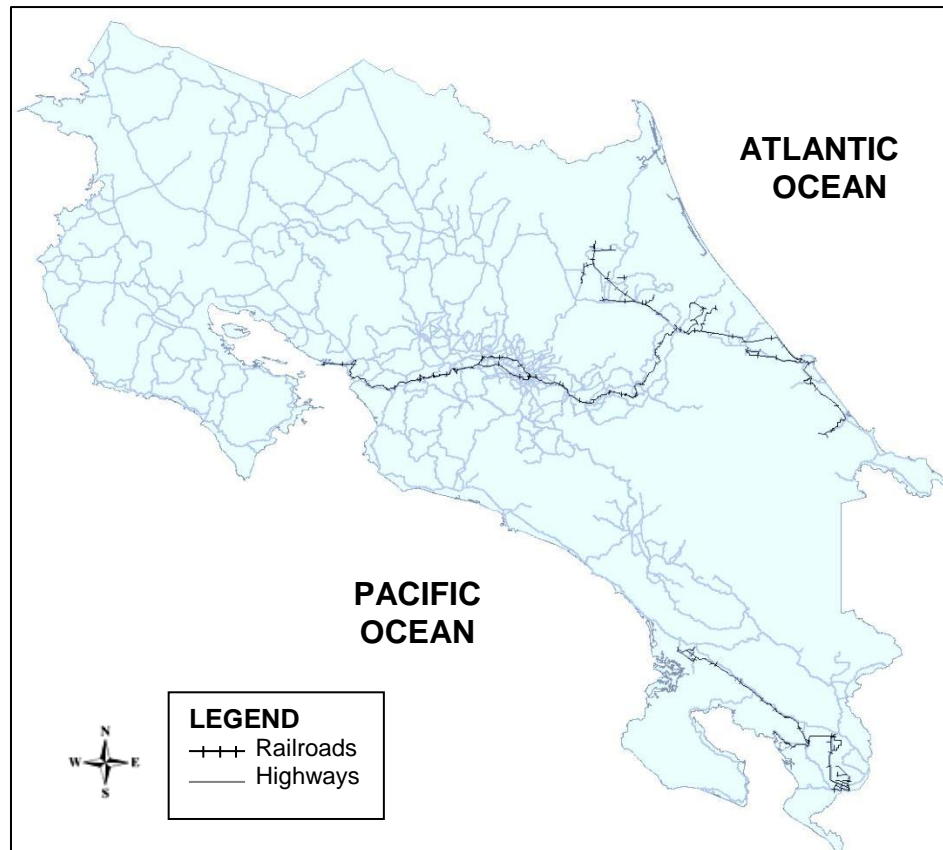 ATLANTIC
OCEAN
PACIFIC
OCEAN
N
W E
S
LEGEND
Railroads
Highways